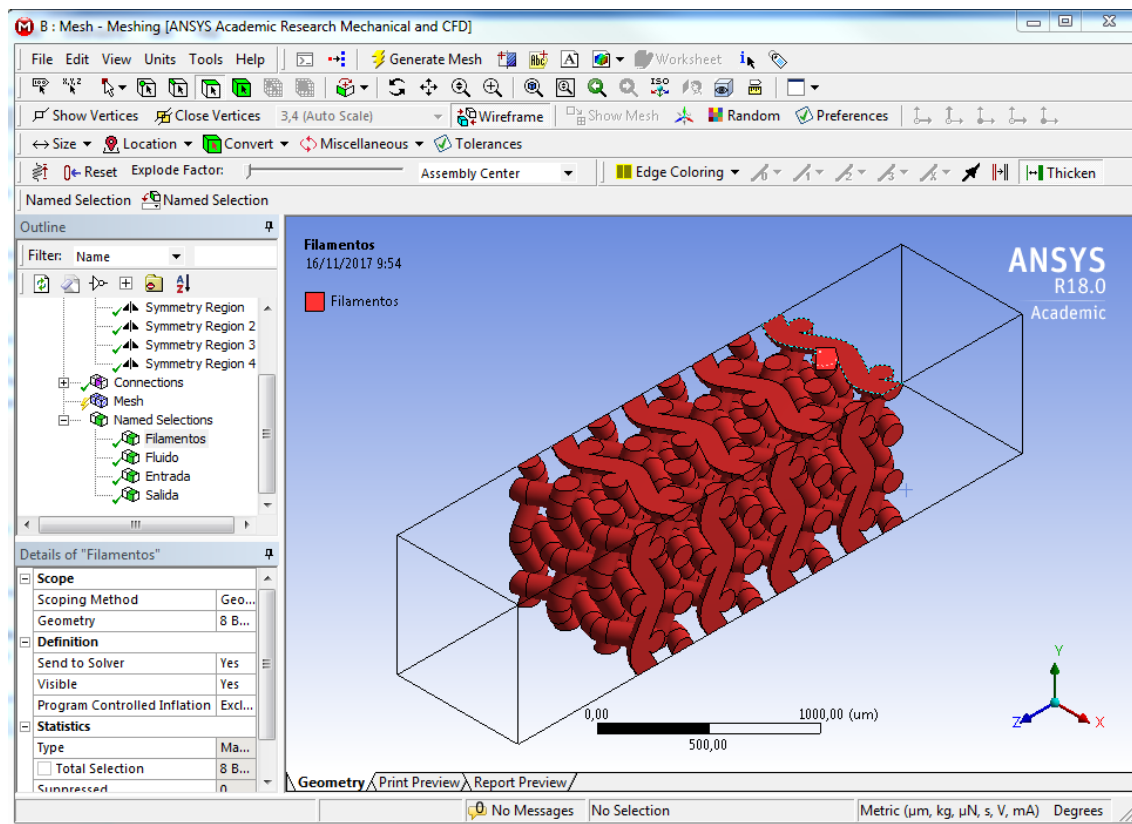 B : Mesh - Meshing [ANSYS Academic Research Mechanical and CFD]
File Edit View Units Tools Help Generate Mesh Abc A Worksheet i
x,y,z ISO
Show Vertices Close Vertices 3,4 (Auto Scale) Wireframe Show Mesh Random Preferences
Size Location Convert Miscellaneous Tolerances
Reset Explode Factor: Assembly Center Edge Coloring Thicken
Named Selection Named Selection
Outline
Filter: Name
Symmetry Region
Symmetry Region 2
Symmetry Region 3
Symmetry Region 4
Connections
Mesh
Named Selections
Filamentos
Fluido
Entrada
Salida
Details of "Filamentos"
Scope
Scoping Method Geo...
Geometry 8 B...
Definition
Send to Solver Yes
Visible Yes
Program Controlled Inflation Excl...
Statistics
Type Ma...
Total Selection 8 B...
Suppressed 0
Filamentos
16/11/2017 9:54
Filamentos
ANSYS
R18.0
Academic
0,00 1000,00 (um)
500,00
Y
Z X
Geometry Print Preview Report Preview
0 No Messages No Selection Metric (µm, kg, µN, s, V, mA) Degrees